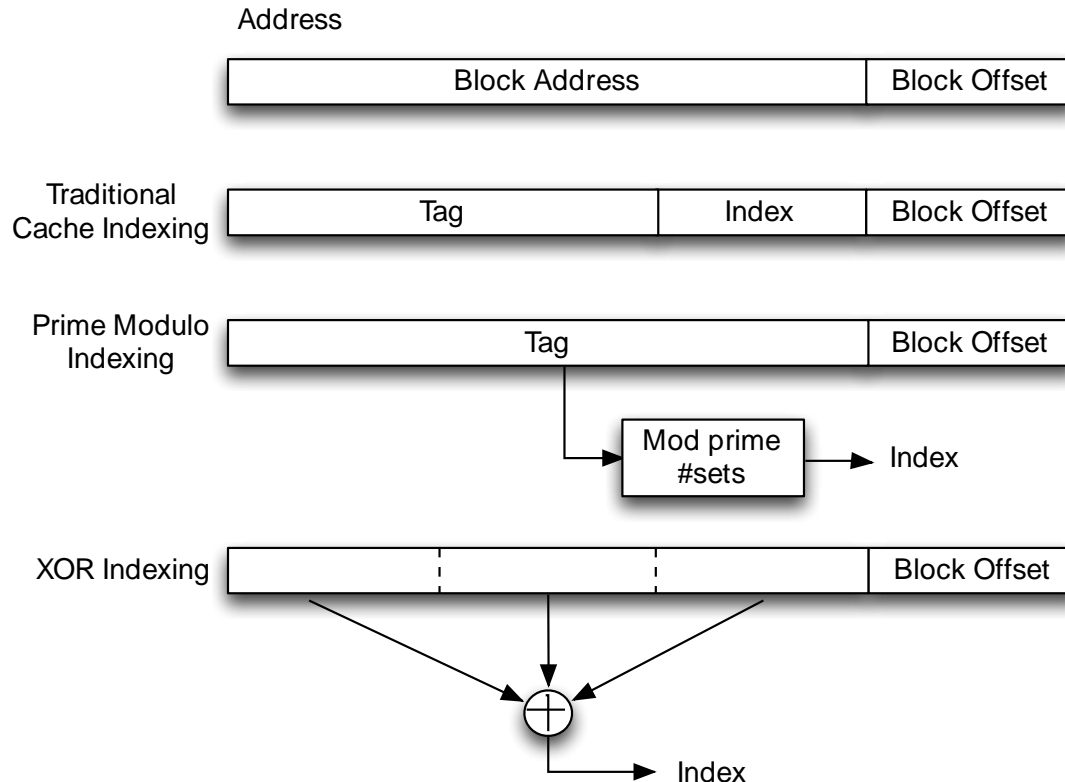 Address
Block Address
Block Offset
Traditional
Cache Indexing
Tag
Index
Block Offset
Prime Modulo
Indexing
Tag
Block Offset
Mod prime
#sets
Index
XOR Indexing
Block Offset
Index